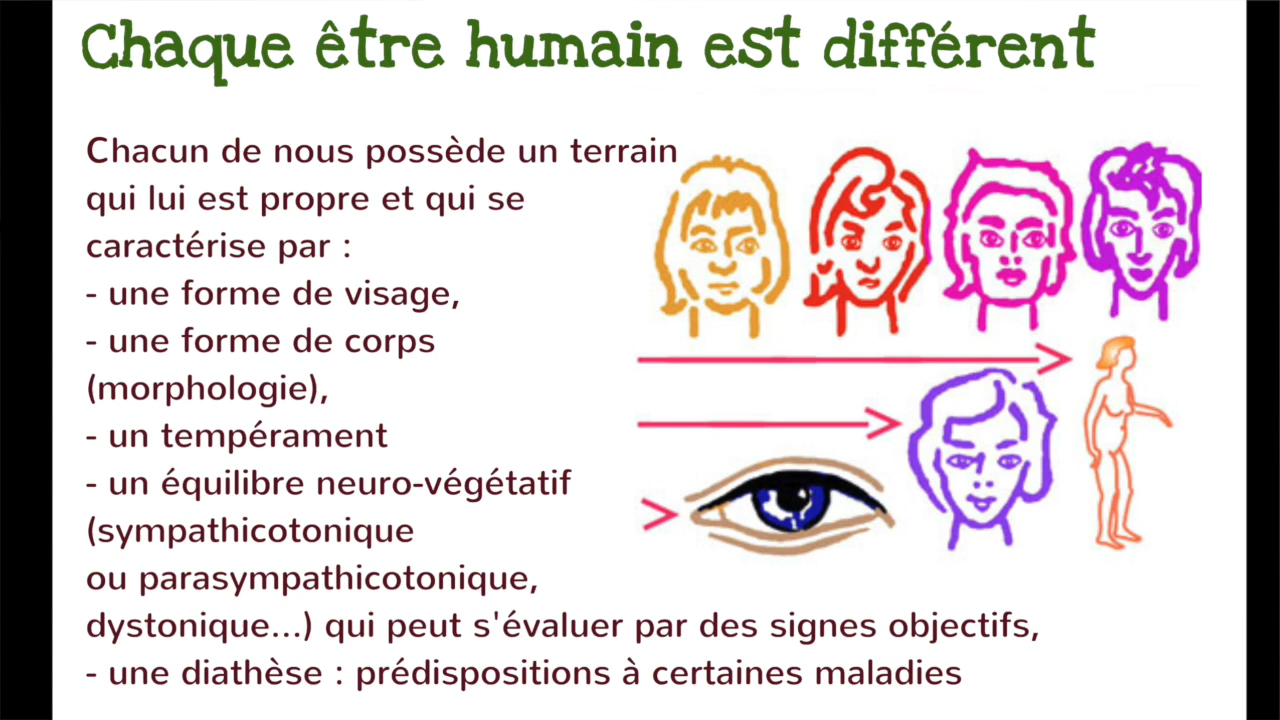 Chaque être humain est différent
Chacun de nous possède un terrain
qui lui est propre et qui se
caractérise par :
- une forme de visage,
- une forme de corps
(morphologie),
- un tempérament
- un équilibre neuro-végétatif
(sympathicotonique
ou parasympathicotonique,
dystonique...) qui peut s'évaluer par des signes objectifs,
- une diathèse : prédispositions à certaines maladies